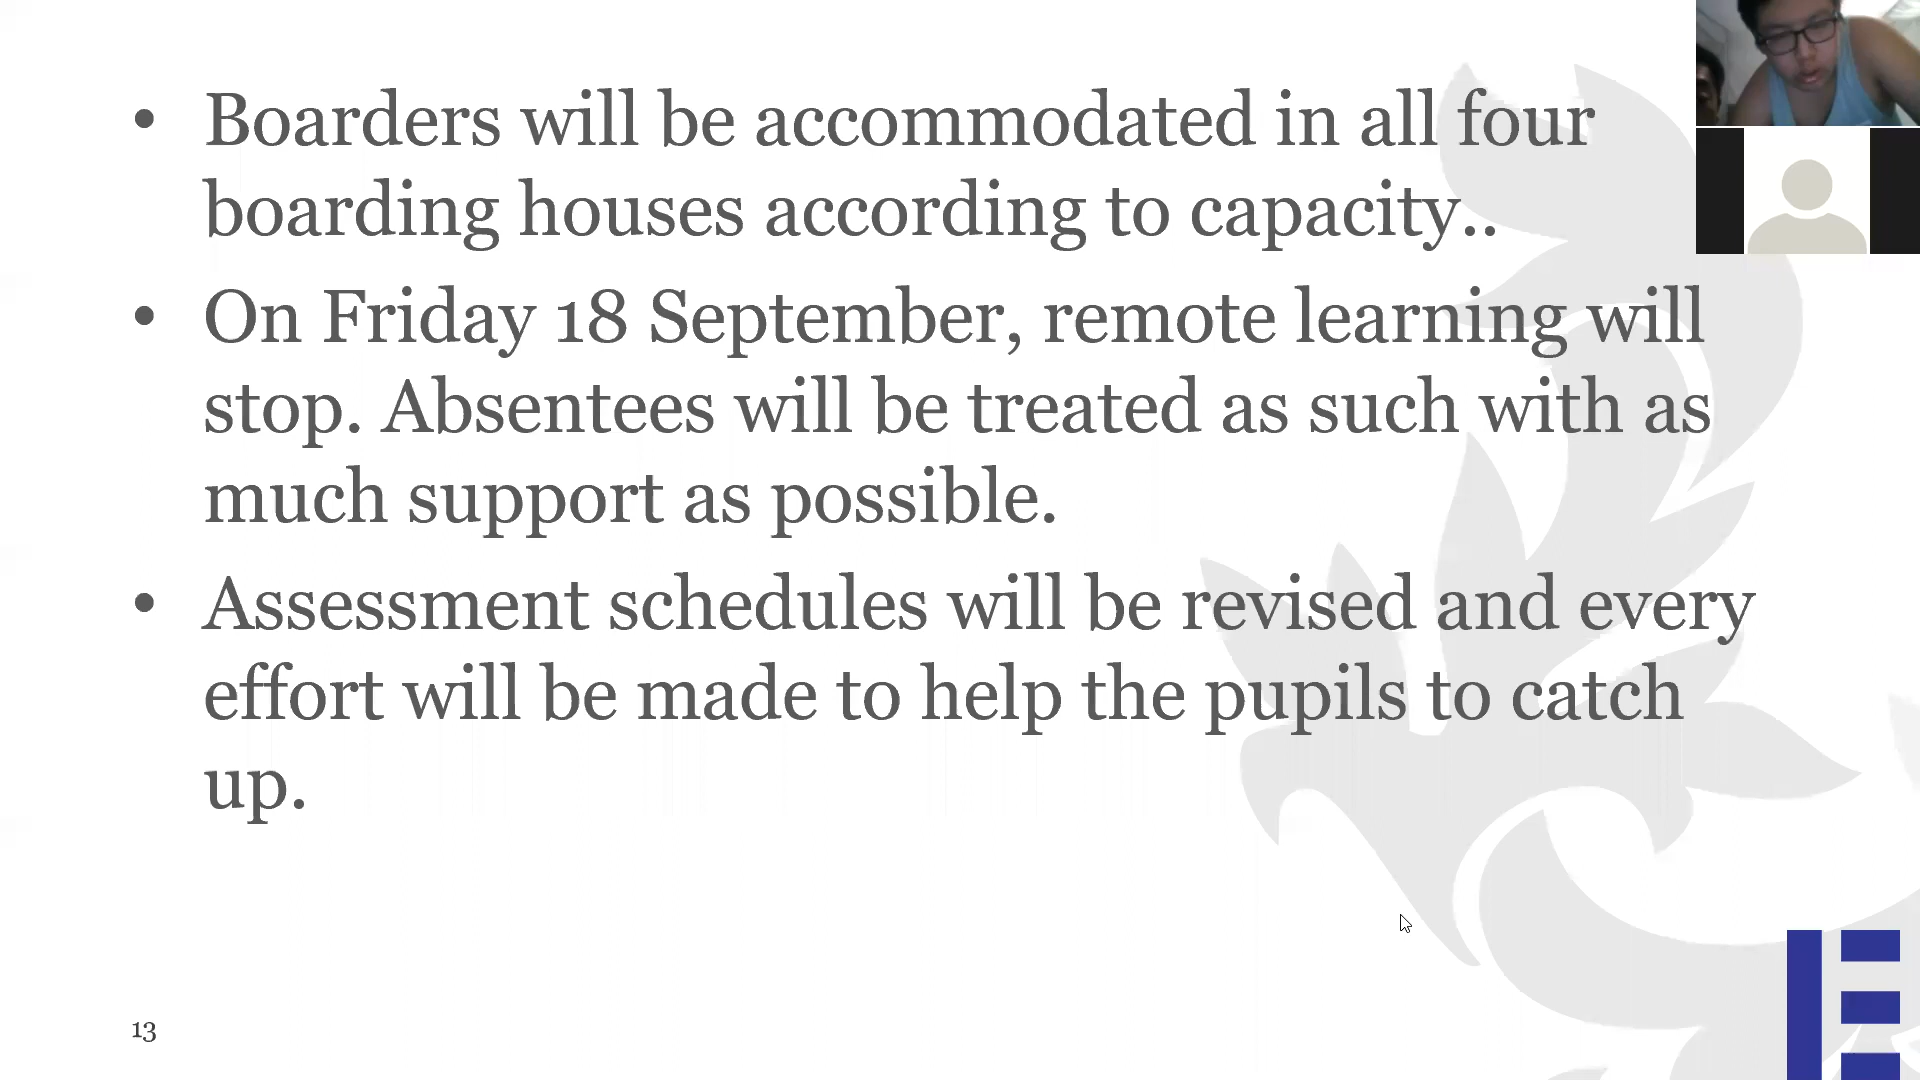 • Boarders will be accommodated in all four
boarding houses according to capacity..
• On Friday 18 September, remote learning will
stop. Absentees will be treated as such with as
much support as possible.
• Assessment schedules will be revised and every
effort will be made to help the pupils to catch
up.
13